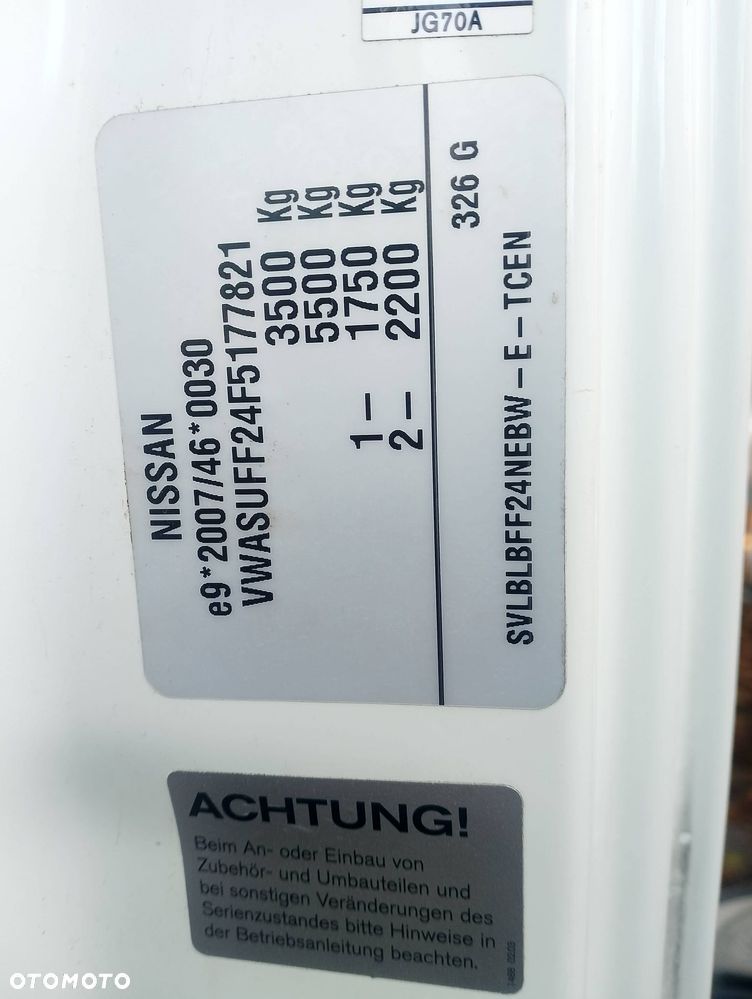 JG70A
NISSAN
e9*2007/46*0030
VWASUFF24F5177821
3500 Kg
5500 Kg
1– 1750 Kg
2– 2200 Kg
326 G
SVLBLBFF24NEBW–E–TCEN
ACHTUNG!
Beim An- oder Einbau von
Zubehör- und Umbauteilen und
bei sonstigen Veränderungen des
Serienzustandes bitte Hinweise in
der Betriebsanleitung beachten.
OTOMOTO